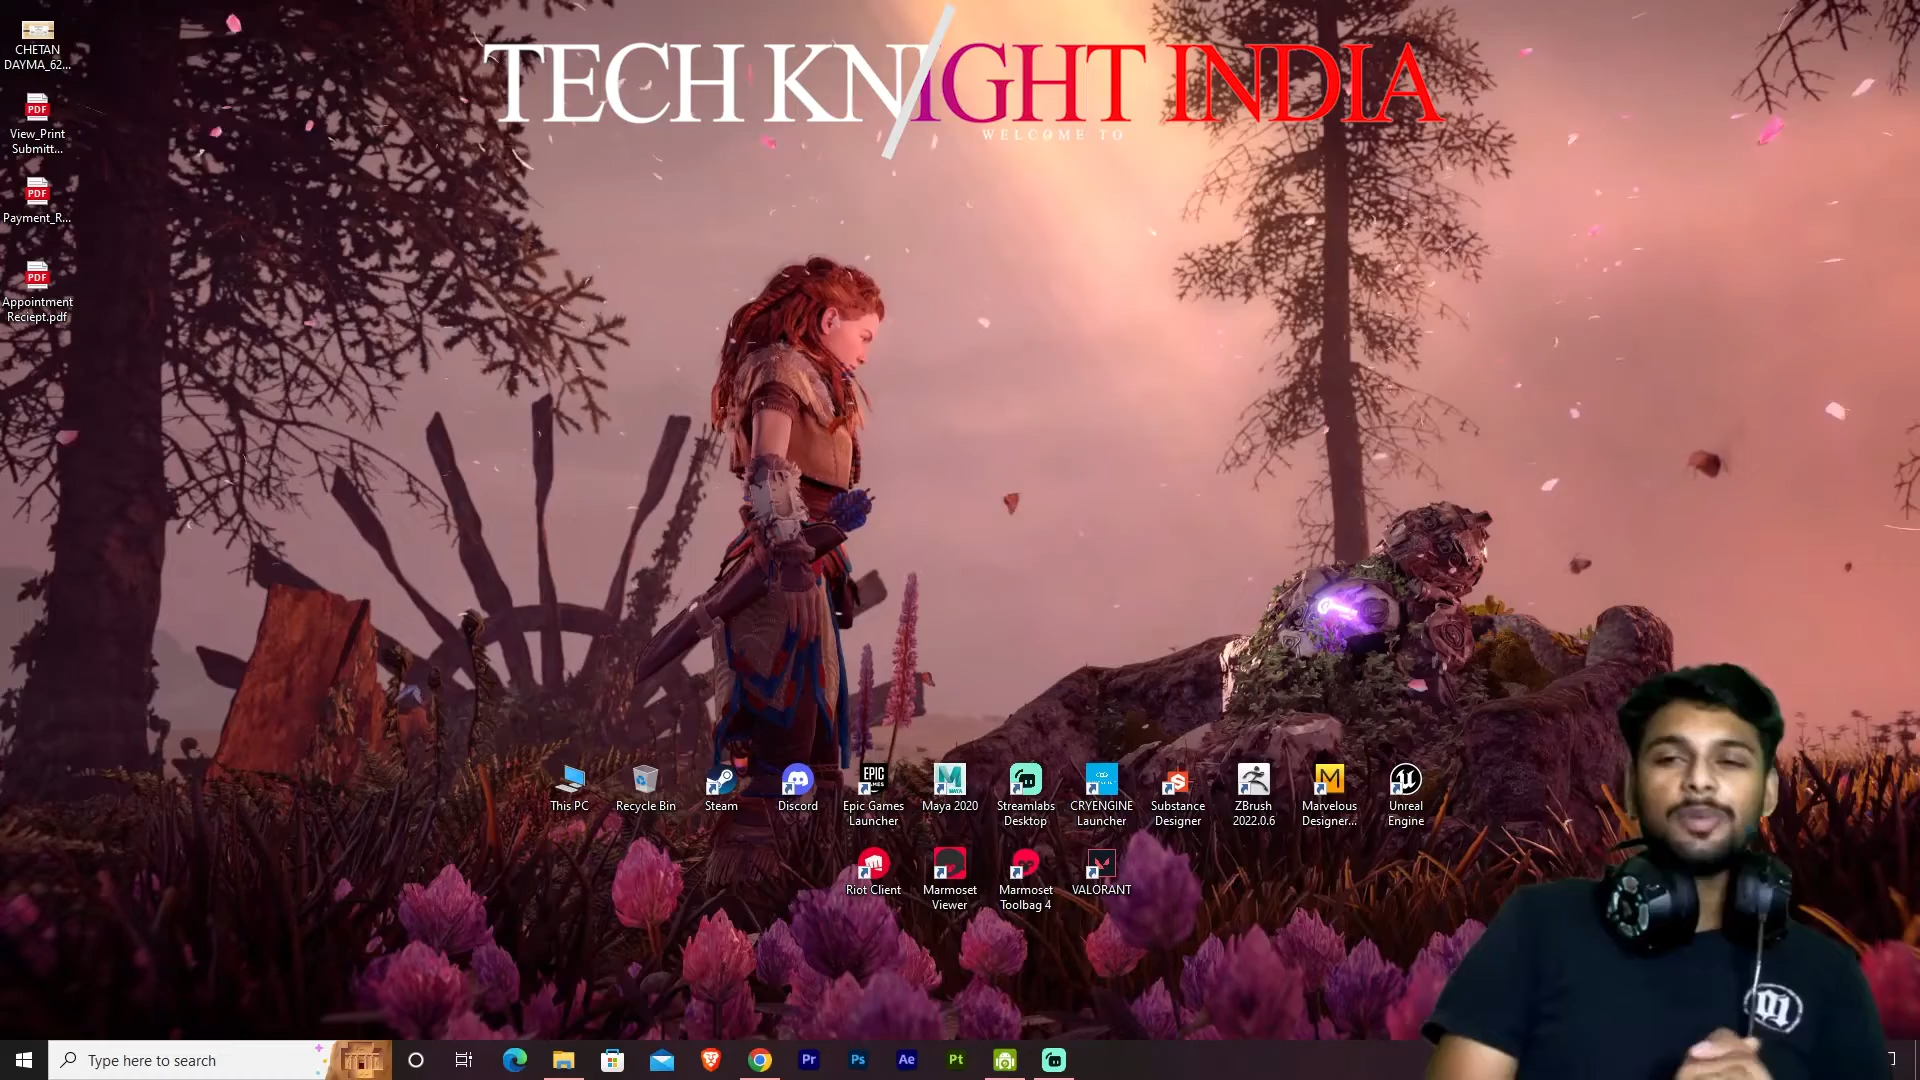 TECH KNIGHT INDIA
WELCOME TO
CHETAN
DAYMA_62...
PDF
View_Print
Submitt...
PDF
Payment_R...
PDF
Appointment
Reciept.pdf
This PC
Recycle Bin
Steam
Discord
EPIC
GAMES
Epic Games
Launcher
M
MAYA
Maya 2020
Streamlabs
Desktop
CRYENGINE
Launcher
S
Substance
Designer
ZBrush
2022.0.6
M
Marvelous
Designer...
Unreal
Engine
Riot Client
Marmoset
Viewer
Marmoset
Toolbag 4
VALORANT
Type here to search
Pr
Ps
Ae
Pt